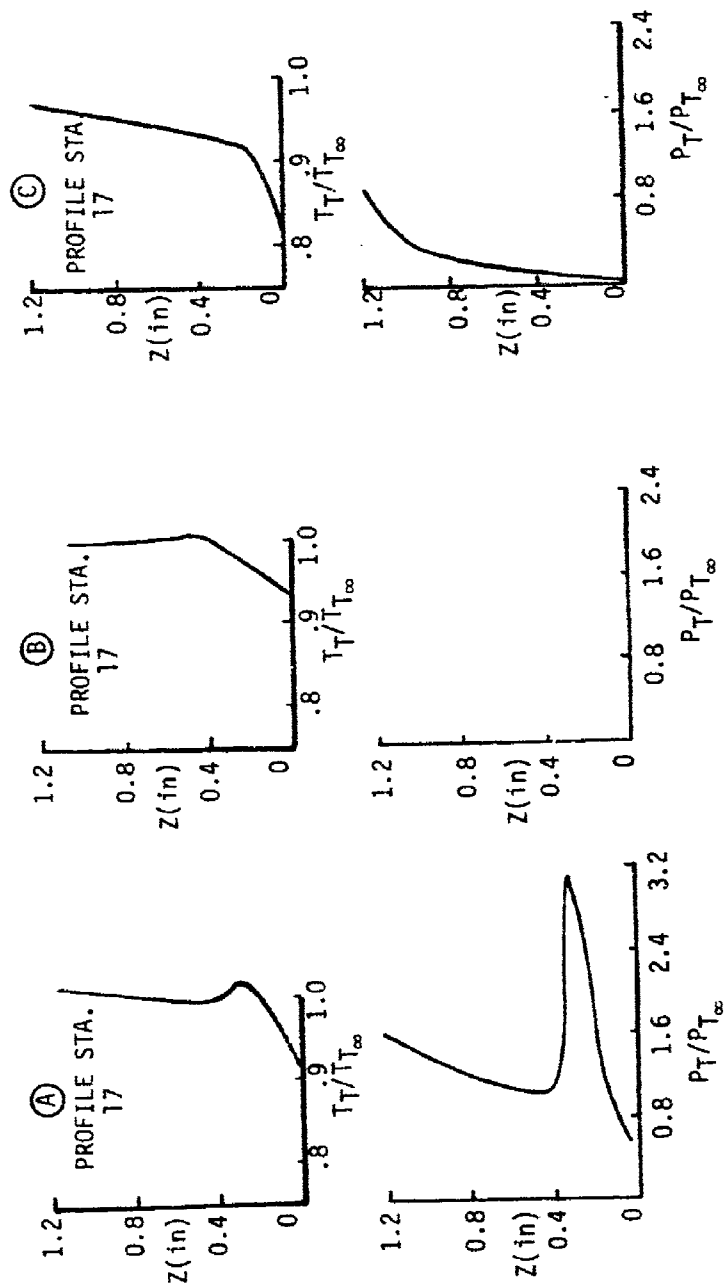 A
PROFILE STA.
17
1.2
0.8
Z(in)
0.4
0
.8
.9
1.0
T_T/T_T∞
B
PROFILE STA.
17
1.2
0.8
Z(in)
0.4
0
.8
.9
1.0
T_T/T_T∞
C
PROFILE STA.
17
1.2
0.8
Z(in)
0.4
0
.8
.9
1.0
T_T/T_T∞
1.2
0.8
Z(in)
0.4
0
0.8
1.6
2.4
3.2
P_T/P_T∞
1.2
0.8
Z(in)
0.4
0
0.8
1.6
2.4
P_T/P_T∞
1.2
0.8
Z(in)
0.4
0
0.8
1.6
2.4
P_T/P_T∞